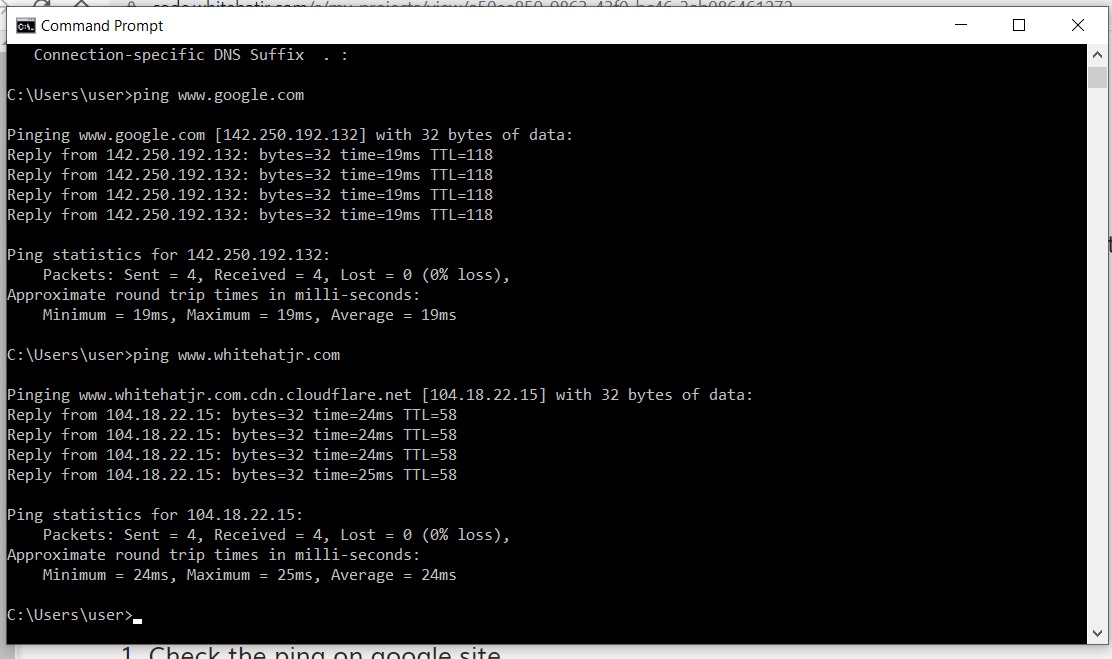 Command Prompt
Connection-specific DNS Suffix  . :
C:\Users\user>ping www.google.com
Pinging www.google.com [142.250.192.132] with 32 bytes of data:
Reply from 142.250.192.132: bytes=32 time=19ms TTL=118
Reply from 142.250.192.132: bytes=32 time=19ms TTL=118
Reply from 142.250.192.132: bytes=32 time=19ms TTL=118
Reply from 142.250.192.132: bytes=32 time=19ms TTL=118
Ping statistics for 142.250.192.132:
Packets: Sent = 4, Received = 4, Lost = 0 (0% loss),
Approximate round trip times in milli-seconds:
Minimum = 19ms, Maximum = 19ms, Average = 19ms
C:\Users\user>ping www.whitehatjr.com
Pinging www.whitehatjr.com.cdn.cloudflare.net [104.18.22.15] with 32 bytes of data:
Reply from 104.18.22.15: bytes=32 time=24ms TTL=58
Reply from 104.18.22.15: bytes=32 time=24ms TTL=58
Reply from 104.18.22.15: bytes=32 time=24ms TTL=58
Reply from 104.18.22.15: bytes=32 time=25ms TTL=58
Ping statistics for 104.18.22.15:
Packets: Sent = 4, Received = 4, Lost = 0 (0% loss),
Approximate round trip times in milli-seconds:
Minimum = 24ms, Maximum = 25ms, Average = 24ms
C:\Users\user>
1. Check the ping on google site